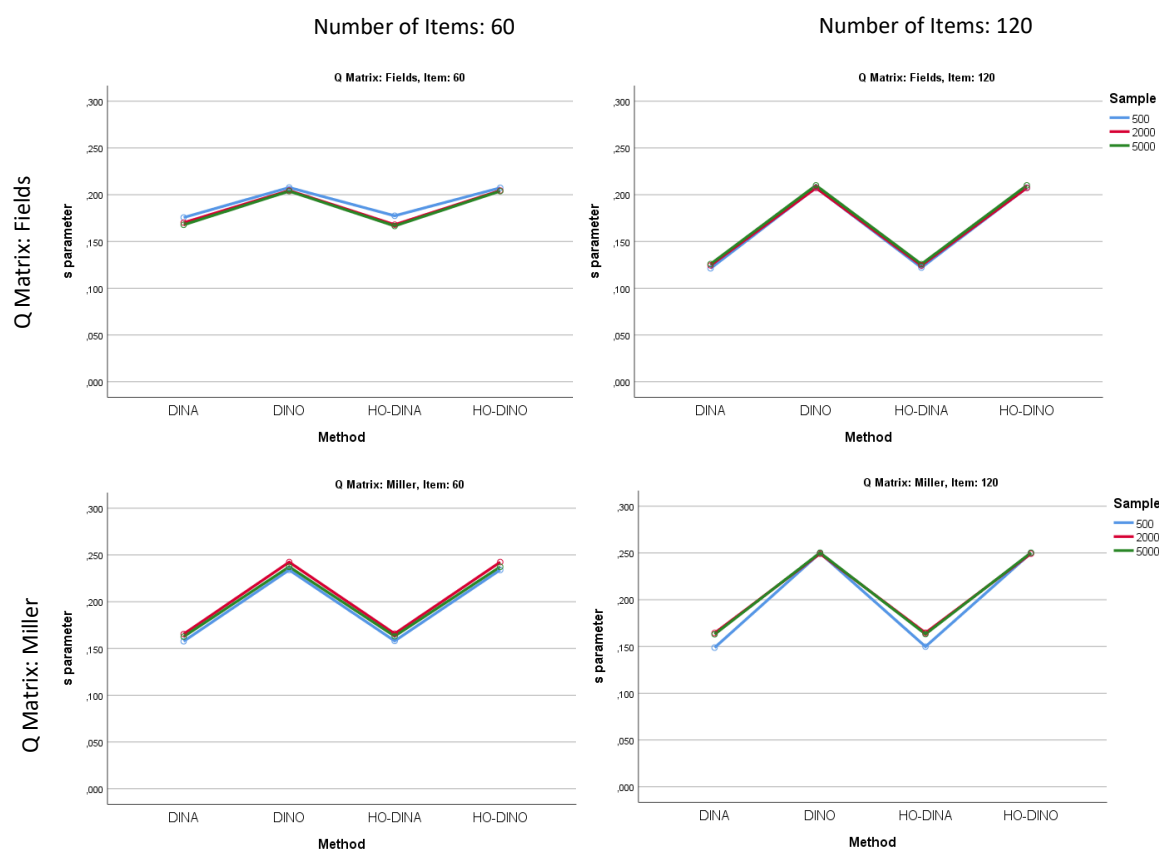 Number of Items: 60
Number of Items: 120
Q Matrix: Fields
Q Matrix: Fields, Item: 60
,300
,250
,200
,150
,100
,050
,000
s parameter
DINA DINO HO-DINA HO-DINO
Method
Q Matrix: Fields, Item: 120
,300
,250
,200
,150
,100
,050
,000
s parameter
DINA DINO HO-DINA HO-DINO
Method
Sample
500
2000
5000
Q Matrix: Miller
Q Matrix: Miller, Item: 60
,300
,250
,200
,150
,100
,050
,000
s parameter
DINA DINO HO-DINA HO-DINO
Method
Q Matrix: Miller, Item: 120
,300
,250
,200
,150
,100
,050
,000
s parameter
DINA DINO HO-DINA HO-DINO
Method
Sample
500
2000
5000